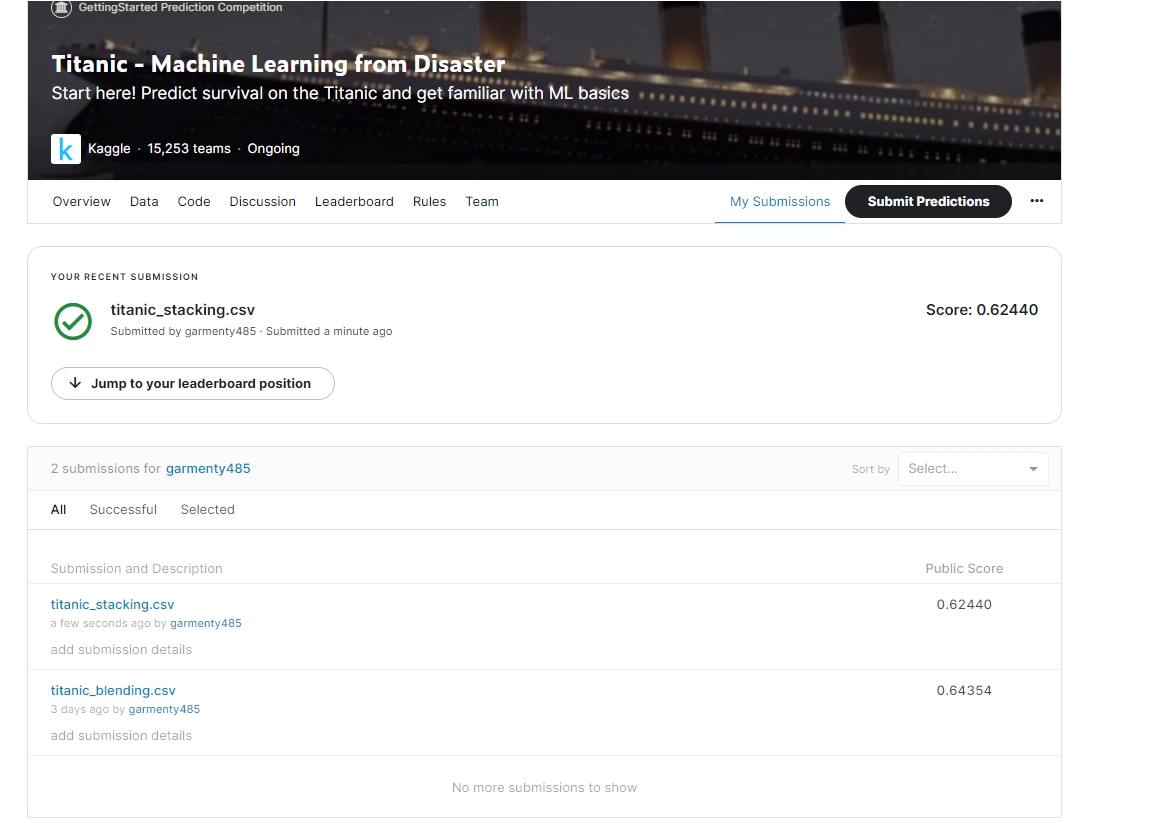 GettingStarted Prediction Competition
Titanic - Machine Learning from Disaster
Start here! Predict survival on the Titanic and get familiar with ML basics
k Kaggle · 15,253 teams · Ongoing
Overview Data Code Discussion Leaderboard Rules Team My Submissions Submit Predictions ...
YOUR RECENT SUBMISSION
titanic_stacking.csv Score: 0.62440
Submitted by garmenty485 · Submitted a minute ago
Jump to your leaderboard position
2 submissions for garmenty485 Sort by Select...
All Successful Selected
Submission and Description Public Score
titanic_stacking.csv 0.62440
a few seconds ago by garmenty485
add submission details
titanic_blending.csv 0.64354
3 days ago by garmenty485
add submission details
No more submissions to show